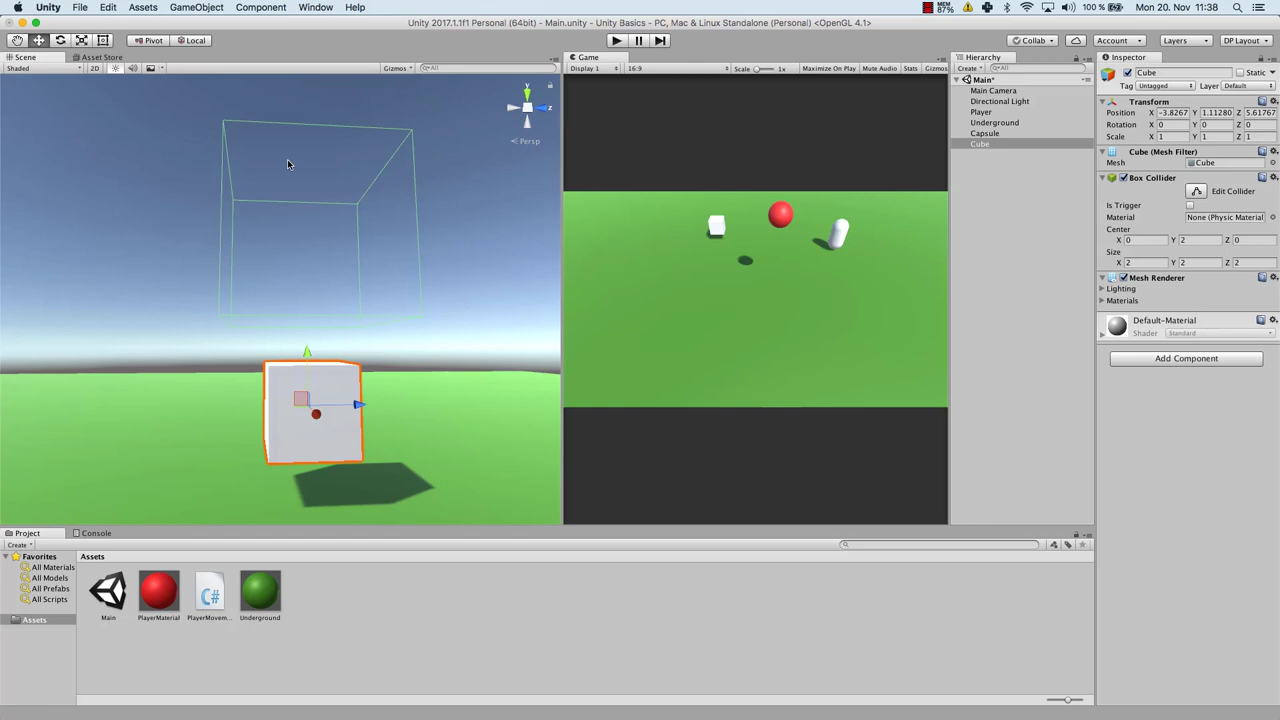 Unity File Edit Assets GameObject Component Window Help MEM 87% 100 % Mon 20. Nov 11:38
Unity 2017.1.1f1 Personal (64bit) - Main.unity - Unity Basics - PC, Mac & Linux Standalone (Personal) <OpenGL 4.1>
Pivot Local Collab Account Layers DP Layout
Scene Asset Store Game Hierarchy Inspector
Shaded 2D Gizmos All Display 1 16:9 Scale 1x Maximize On Play Mute Audio Stats Gizmos Create All
Cube Static
Tag Untagged Layer Default
Main*
Main Camera
Directional Light
Player
Underground
Capsule
Cube
y
z
Persp
Transform
Position X -3.8267 Y 1.11280 Z 5.61767
Rotation X 0 Y 0 Z 0
Scale X 1 Y 1 Z 1
Cube (Mesh Filter)
Mesh Cube
Box Collider
Edit Collider
Is Trigger
Material None (Physic Material
Center
X 0 Y 2 Z 0
Size
X 2 Y 2 Z 2
Mesh Renderer
Lighting
Materials
Default-Material
Shader Standard
Add Component
Project Console
Create
Favorites
All Materials
All Models
All Prefabs
All Scripts
Assets
Assets
C#
Main PlayerMaterial PlayerMovem... Underground